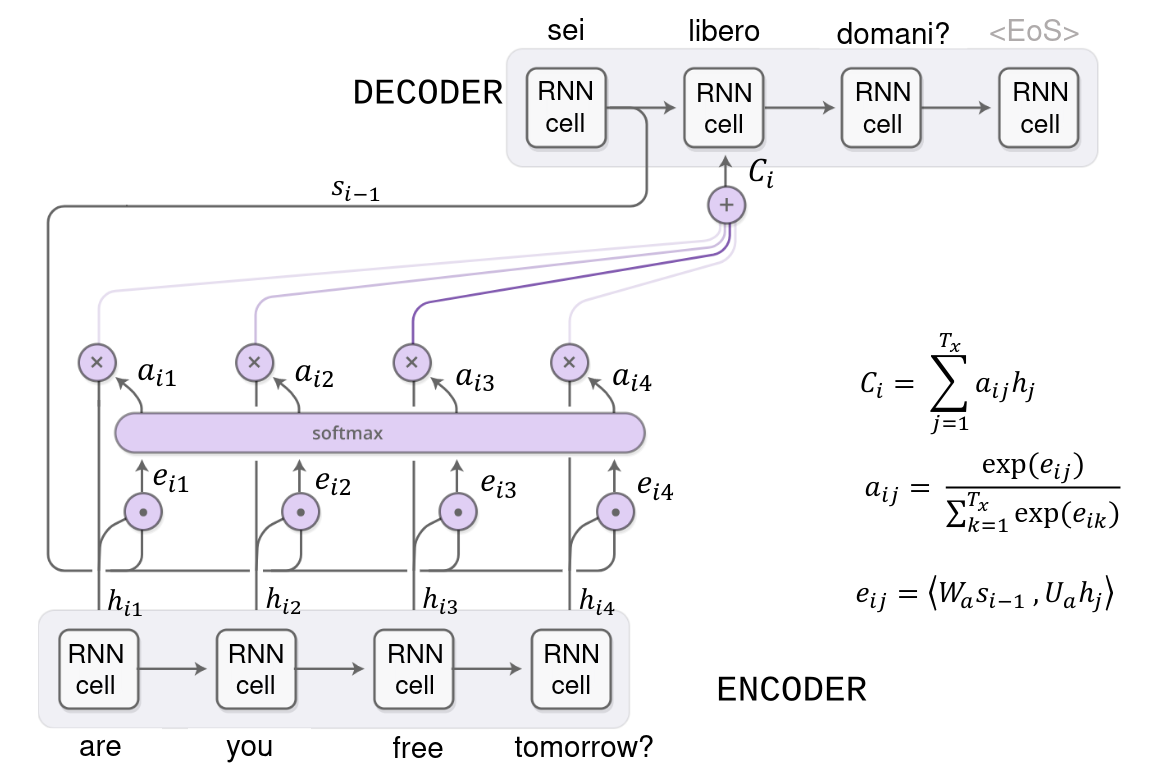 sei
libero
domani?
<EoS>
DECODER
RNN
cell
RNN
cell
RNN
cell
RNN
cell
C_i
s_{i−1}
+
×
×
×
×
a_{i1}
a_{i2}
a_{i3}
a_{i4}
softmax
e_{i1}
e_{i2}
e_{i3}
e_{i4}
h_{i1}
h_{i2}
h_{i3}
h_{i4}
RNN
cell
RNN
cell
RNN
cell
RNN
cell
ENCODER
are
you
free
tomorrow?
C_i = \sum_{j=1}^{T_x} a_{ij} h_j
a_{ij} = \frac{exp(e_{ij})}{\sum_{k=1}^{T_x} exp(e_{ik})}
e_{ij} = ⟨W_a s_{i−1} , U_a h_j⟩